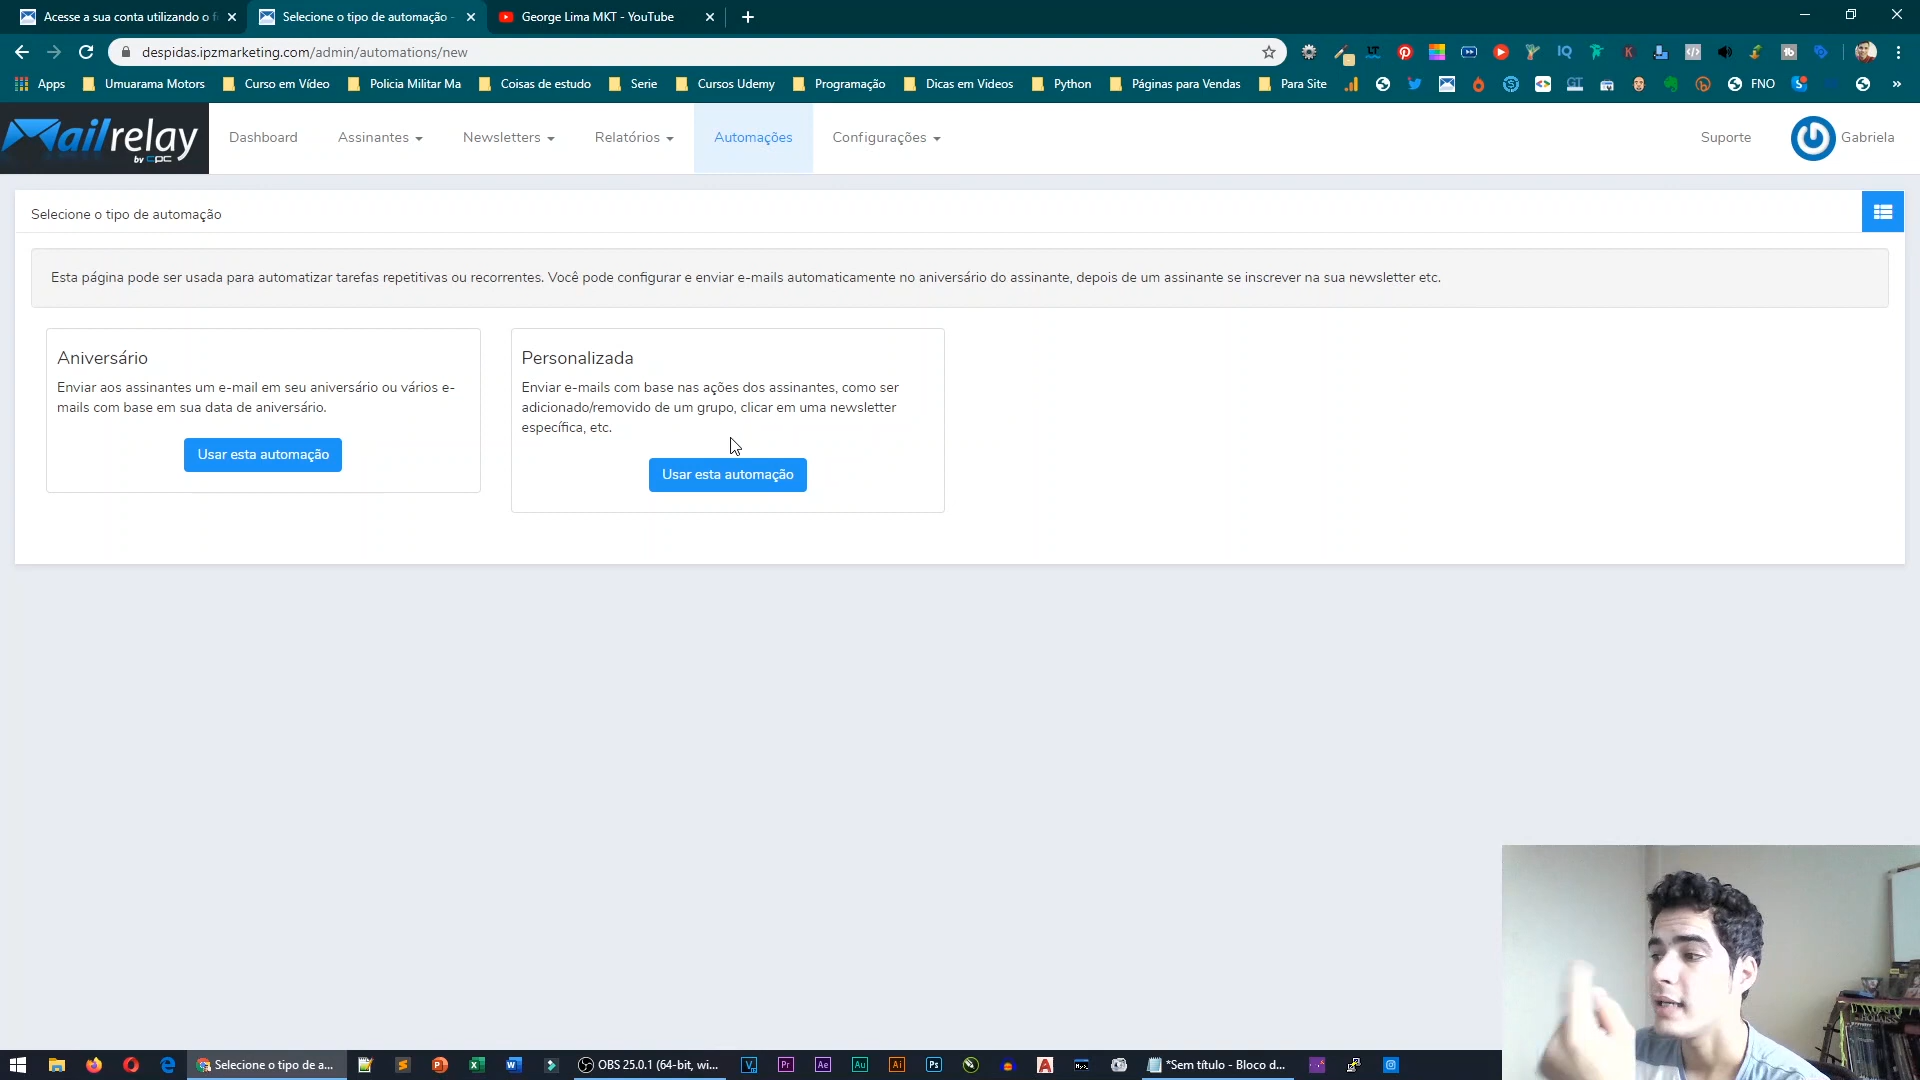 Acesse a sua conta utilizando o f
Selecione o tipo de automação -
George Lima MKT - YouTube
despidas.ipzmarketing.com/admin/automations/new
Apps
Umuarama Motors
Curso em Vídeo
Policia Militar Ma
Coisas de estudo
Serie
Cursos Udemy
Programação
Dicas em Videos
Python
Páginas para Vendas
Para Site
FNO
»
Mailrelay
by cpc
Dashboard
Assinantes
Newsletters
Relatórios
Automações
Configurações
Suporte
Gabriela
Selecione o tipo de automação
Esta página pode ser usada para automatizar tarefas repetitivas ou recorrentes. Você pode configurar e enviar e-mails automaticamente no aniversário do assinante, depois de um assinante se inscrever na sua newsletter etc.
Aniversário
Enviar aos assinantes um e-mail em seu aniversário ou vários e-
mails com base em sua data de aniversário.
Usar esta automação
Personalizada
Enviar e-mails com base nas ações dos assinantes, como ser
adicionado/removido de um grupo, clicar em uma newsletter
específica, etc.
Usar esta automação
Selecione o tipo de a...
OBS 25.0.1 (64-bit, wi...
*Sem título - Bloco d...